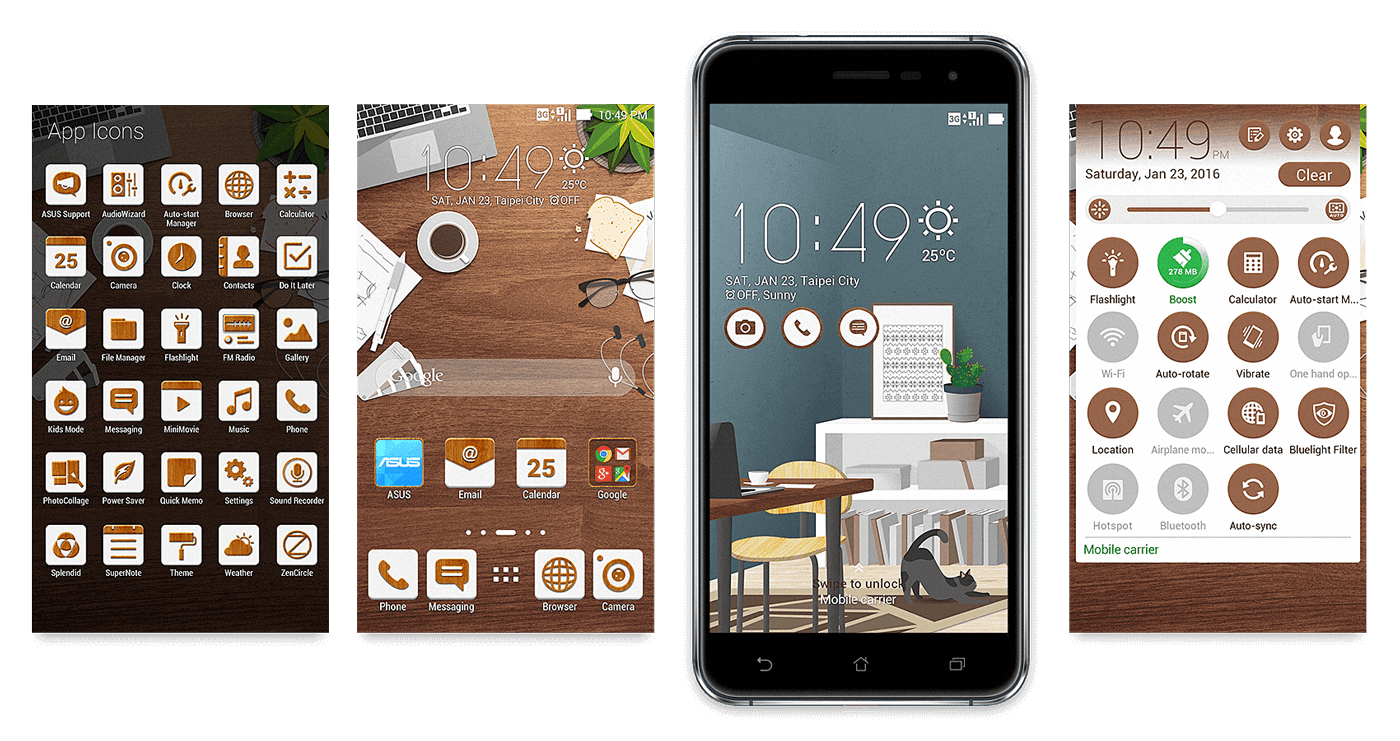 App Icons
ASUS Support
AudioWizard
Auto-start
Manager
Browser
Calculator
25
Calendar
Camera
Clock
Contacts
Do It Later
@
Email
File Manager
Flashlight
FM Radio
Gallery
Kids Mode
Messaging
MiniMovie
Music
Phone
PhotoCollage
Power Saver
Quick Memo
Settings
Sound Recorder
Splendid
SuperNote
Theme
Weather
ZenCircle
3G 1 10:49 PM
10:49
25°C
SAT, JAN 23, Taipei City OFF
Google
ASUS
@
25
g+
ASUS
Email
Calendar
Google
Phone
Messaging
Browser
Camera
3G 1
10:49
25°C
SAT, JAN 23, Taipei City
OFF, Sunny
Swipe to unlock
Mobile carrier
10:49 PM
Saturday, Jan 23, 2016
Clear
AUTO
278 MB
Flashlight
Boost
Calculator
Auto-start M...
Wi-Fi
Auto-rotate
Vibrate
One hand op...
Location
Airplane mo...
Cellular data
Bluelight Filter
Hotspot
Bluetooth
Auto-sync
Mobile carrier